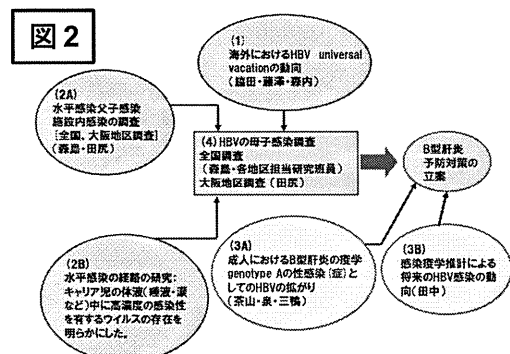 図2
(1)
海外におけるHBV universal
vacationの動向
(脇田・藤澤・森内)
(2A)
水平感染父子感染
施設内感染の調査
[全国、大阪地区調査]
(森島・田尻)
(4) HBVの母子感染調査
全国調査
(森島・各地区担当研究班員)
大阪地区調査(田尻)
B型肝炎
予防対策の
立案
(2B)
水平感染の経路の研究:
キャリア児の体液(唾液・涙
など)中に高濃度の感染性
を有するウイルスの存在を
明らかにした。
(3A)
成人におけるB型肝炎の疫学
genotype Aの性感染[症]と
してのHBVの拡がり
(茶山・泉・三鴨)
(3B)
感染疫学推計による
将来のHBV感染の動
向(田中)